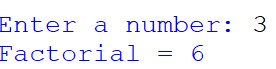 Enter a number: 3
Factorial = 6